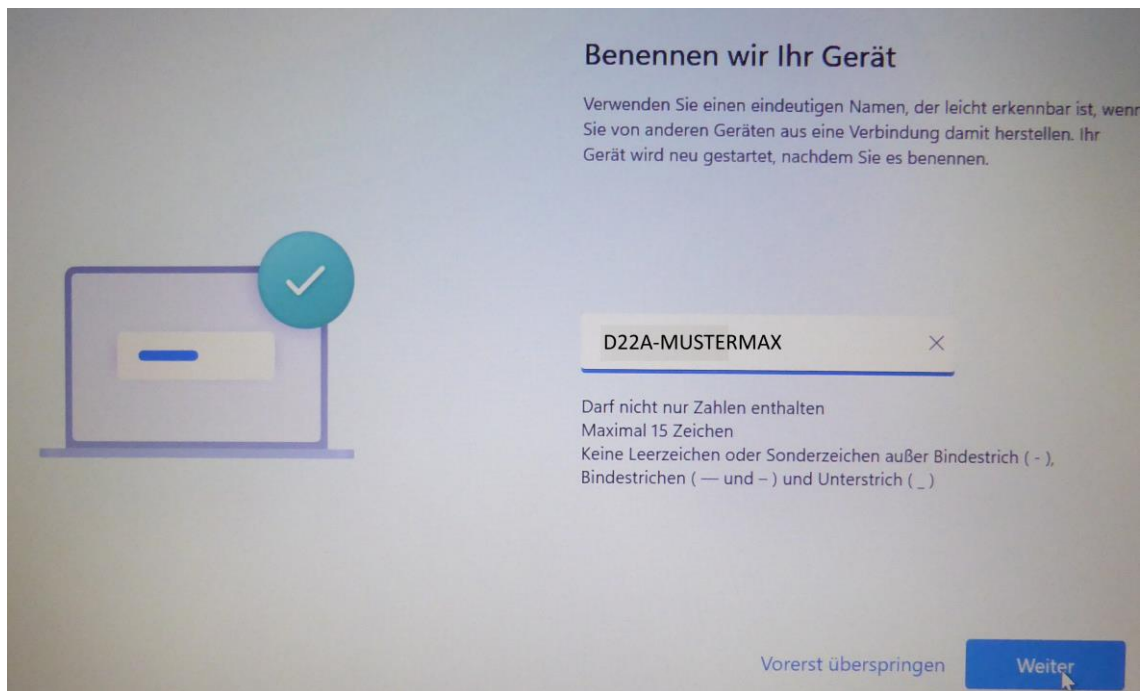 Benennen wir Ihr Gerät
Verwenden Sie einen eindeutigen Namen, der leicht erkennbar ist, wenn
Sie von anderen Geräten aus eine Verbindung damit herstellen. Ihr
Gerät wird neu gestartet, nachdem Sie es benennen.
D22A-MUSTERMAX
Darf nicht nur Zahlen enthalten
Maximal 15 Zeichen
Keine Leerzeichen oder Sonderzeichen außer Bindestrich ( - ),
Bindestrichen ( — und – ) und Unterstrich ( _ )
Vorerst überspringen
Weiter